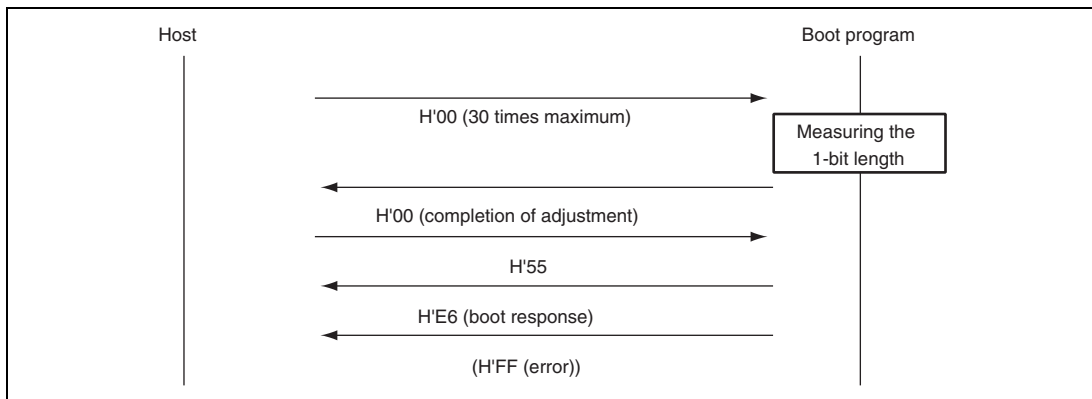 Host
Boot program
H'00 (30 times maximum)
Measuring the
1-bit length
H'00 (completion of adjustment)
H'55
H'E6 (boot response)
(H'FF (error))